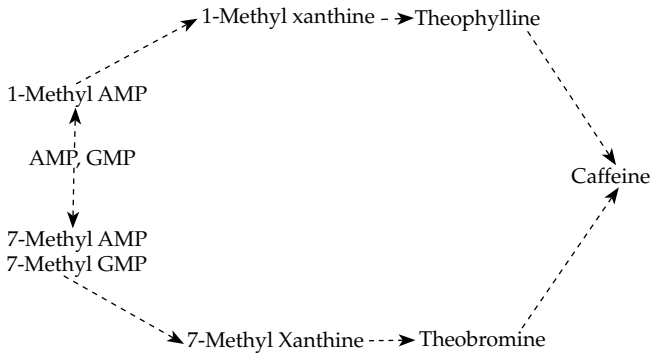 1-Methyl xanthine
Theophylline
1-Methyl AMP
AMP, GMP
Caffeine
7-Methyl AMP
7-Methyl GMP
7-Methyl Xanthine
Theobromine